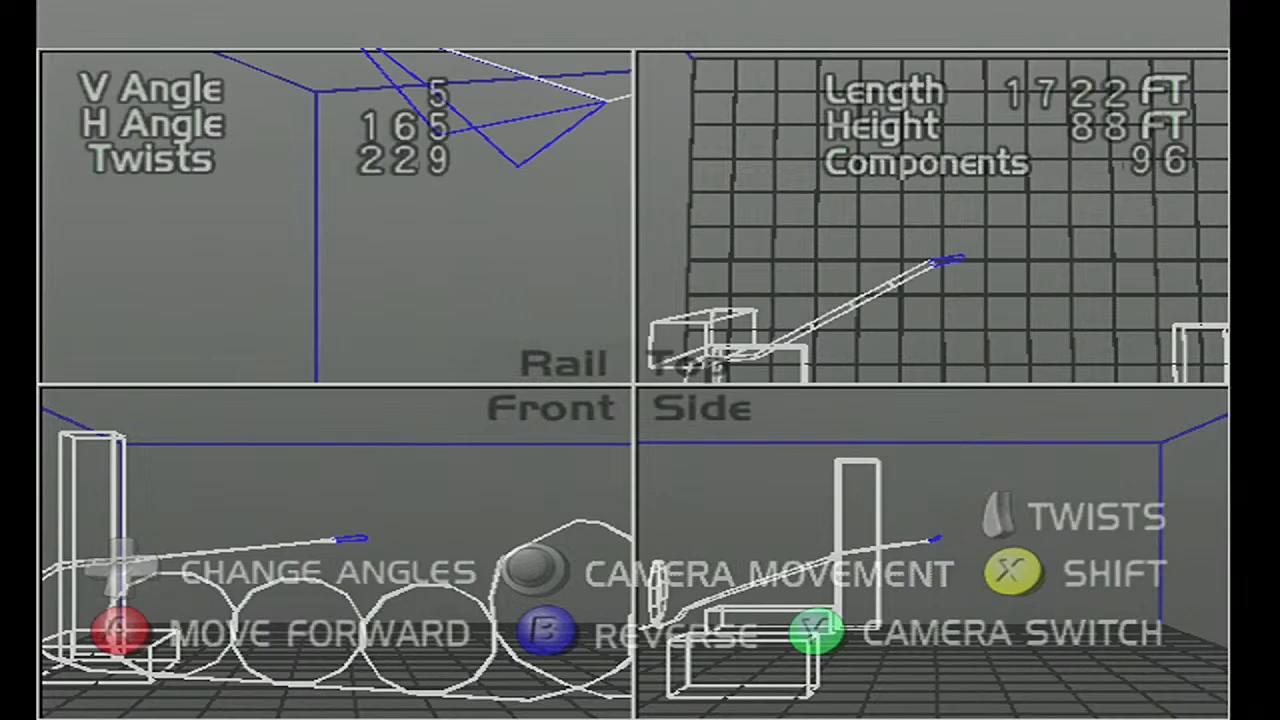 V Angle 5
H Angle 165
Twists 229
Length 1722 FT
Height 88 FT
Components 96
Rail Top
Front Side
TWISTS
CHANGE ANGLES CAMERA MOVEMENT X SHIFT
A MOVE FORWARD B REVERSE Y CAMERA SWITCH